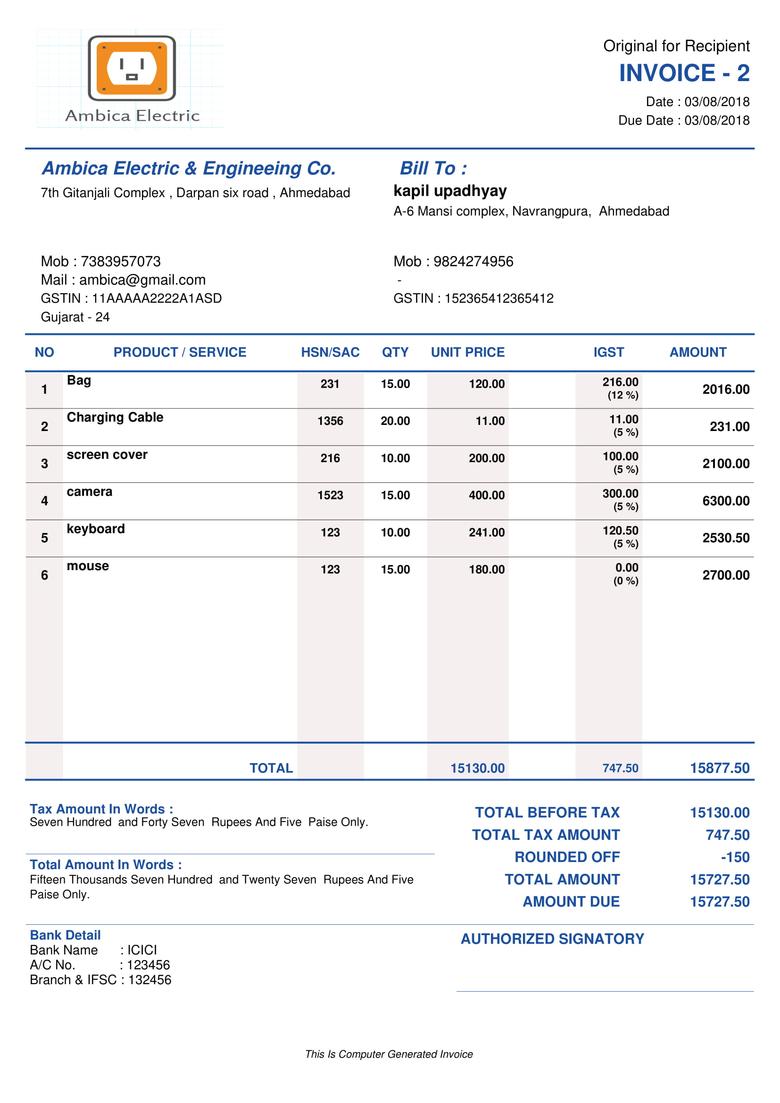 Ambica Electric
Original for Recipient
INVOICE - 2
Date : 03/08/2018
Due Date : 03/08/2018
Ambica Electric & Engineeing Co.
7th Gitanjali Complex , Darpan six road , Ahmedabad
Mob : 7383957073
Mail : ambica@gmail.com
GSTIN : 11AAAAA2222A1ASD
Gujarat - 24
Bill To :
kapil upadhyay
A-6 Mansi complex, Navrangpura, Ahmedabad
Mob : 9824274956
-
GSTIN : 152365412365412
NO PRODUCT / SERVICE HSN/SAC QTY UNIT PRICE IGST AMOUNT
1 Bag 231 15.00 120.00 216.00 (12 %) 2016.00
2 Charging Cable 1356 20.00 11.00 11.00 (5 %) 231.00
3 screen cover 216 10.00 200.00 100.00 (5 %) 2100.00
4 camera 1523 15.00 400.00 300.00 (5 %) 6300.00
5 keyboard 123 10.00 241.00 120.50 (5 %) 2530.50
6 mouse 123 15.00 180.00 0.00 (0 %) 2700.00
TOTAL 15130.00 747.50 15877.50
Tax Amount In Words :
Seven Hundred and Forty Seven Rupees And Five Paise Only.
Total Amount In Words :
Fifteen Thousands Seven Hundred and Twenty Seven Rupees And Five
Paise Only.
TOTAL BEFORE TAX 15130.00
TOTAL TAX AMOUNT 747.50
ROUNDED OFF -150
TOTAL AMOUNT 15727.50
AMOUNT DUE 15727.50
Bank Detail
Bank Name : ICICI
A/C No. : 123456
Branch & IFSC : 132456
AUTHORIZED SIGNATORY
This Is Computer Generated Invoice